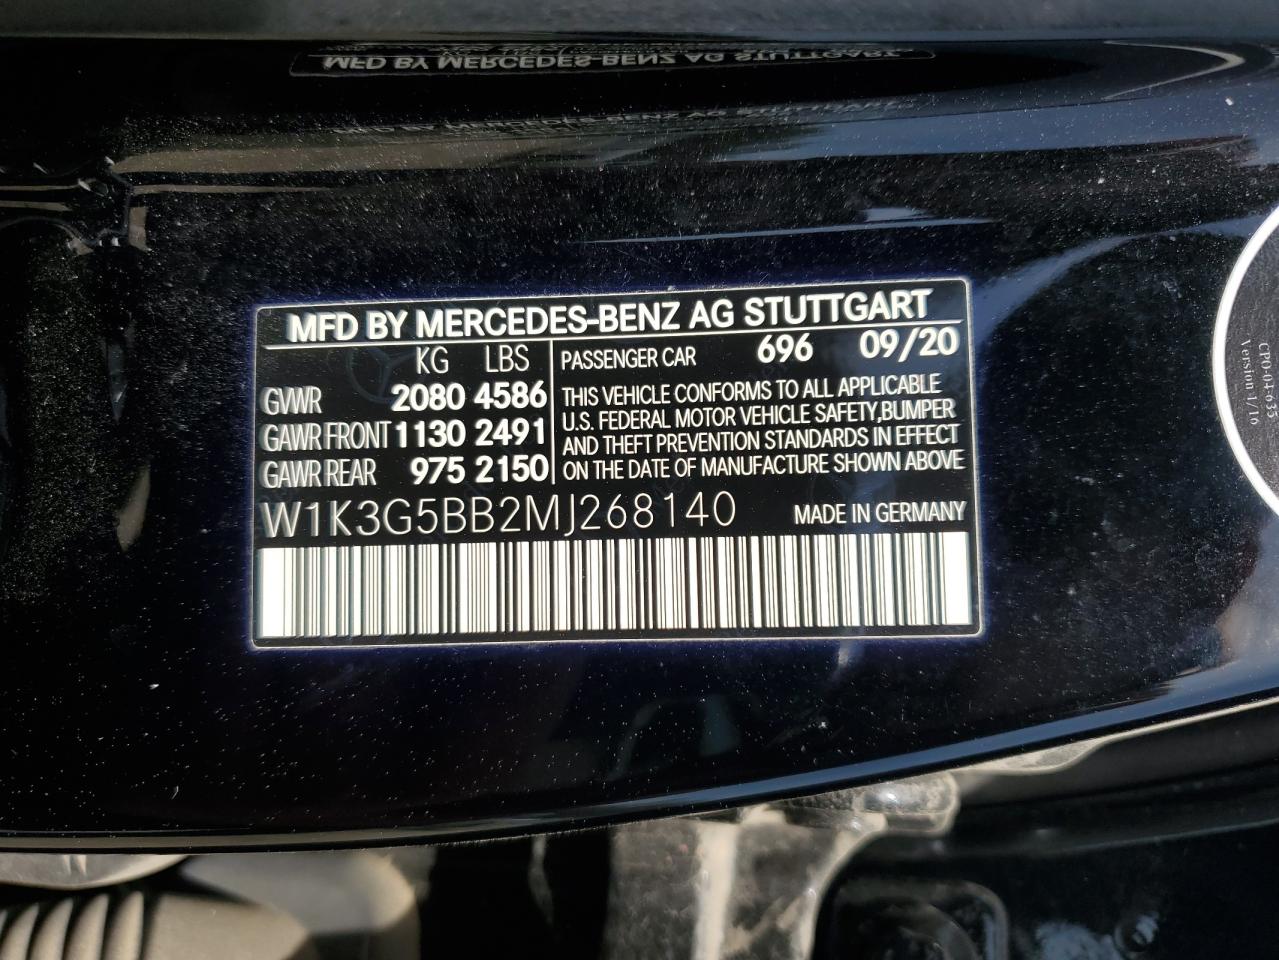 MFD BY MERCEDES-BENZ AG STUTTGART
MFD BY MERCEDES-BENZ AG STUTTGART
KG LBS
GVWR 2080 4586
GAWR FRONT 1130 2491
GAWR REAR 975 2150
PASSENGER CAR 696 09/20
THIS VEHICLE CONFORMS TO ALL APPLICABLE
U.S. FEDERAL MOTOR VEHICLE SAFETY,BUMPER
AND THEFT PREVENTION STANDARDS IN EFFECT
ON THE DATE OF MANUFACTURE SHOWN ABOVE
W1K3G5BB2MJ268140 MADE IN GERMANY
CPO-04-635
Version 1/16